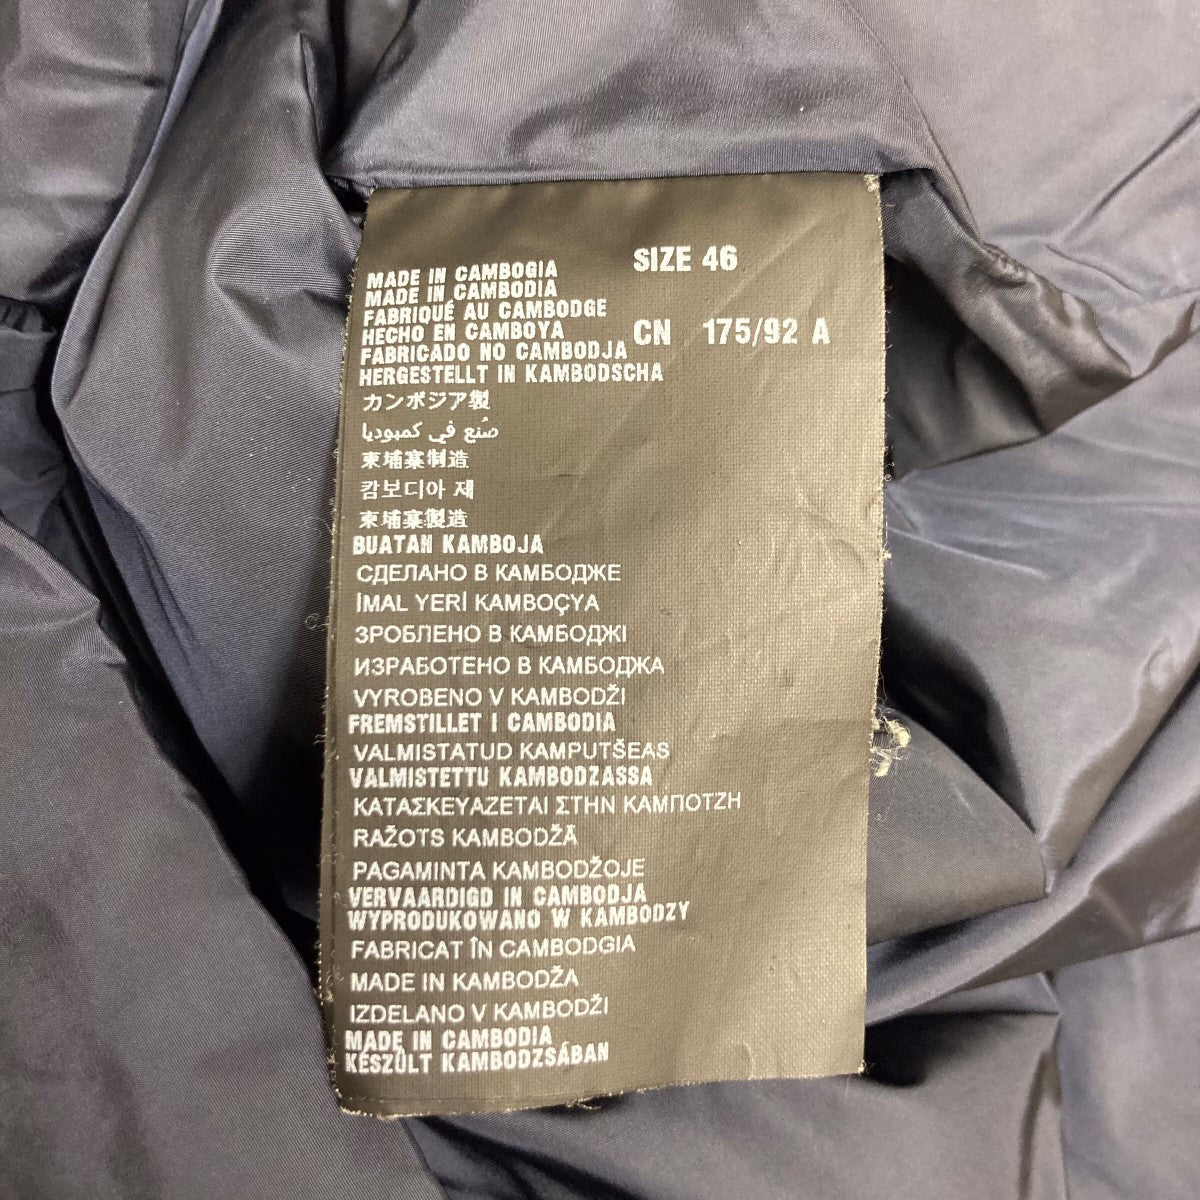 SIZE 46
CN 175/92 A
MADE IN CAMBOGIA
MADE IN CAMBODIA
FABRIQUÉ AU CAMBODGE
HECHO EN CAMBOYA
FABRICADO NO CAMBODJA
HERGESTELLT IN KAMBODSCHA
カンボジア製
صُنع في كمبوديا
柬埔寨制造
캄보디아 제
柬埔寨製造
BUATAN KAMBOJA
СДЕЛАНО В КАМБОДЖЕ
İMAL YERİ KAMBOÇYA
ЗРОБЛЕНО В КАМБОДЖІ
ИЗРАБОТЕНО В КАМБОДЖА
VYROBENO V KAMBODŽI
FREMSTILLET I CAMBODIA
VALMISTATUD KAMPUTŠEAS
VALMISTETTU KAMBODZASSA
ΚΑΤΑΣΚΕΥΑΖΕΤΑΙ ΣΤΗΝ ΚΑΜΠΟΤΖΗ
RAŽOTS KAMBODŽĀ
PAGAMINTA KAMBODŽOJE
VERVAARDIGD IN CAMBODJA
WYPRODUKOWANO W KAMBODZY
FABRICAT ÎN CAMBODGIA
MADE IN KAMBODŽA
IZDELANO V KAMBODŽI
MADE IN CAMBODIA
KÉSZÜLT KAMBODZSÁBAN